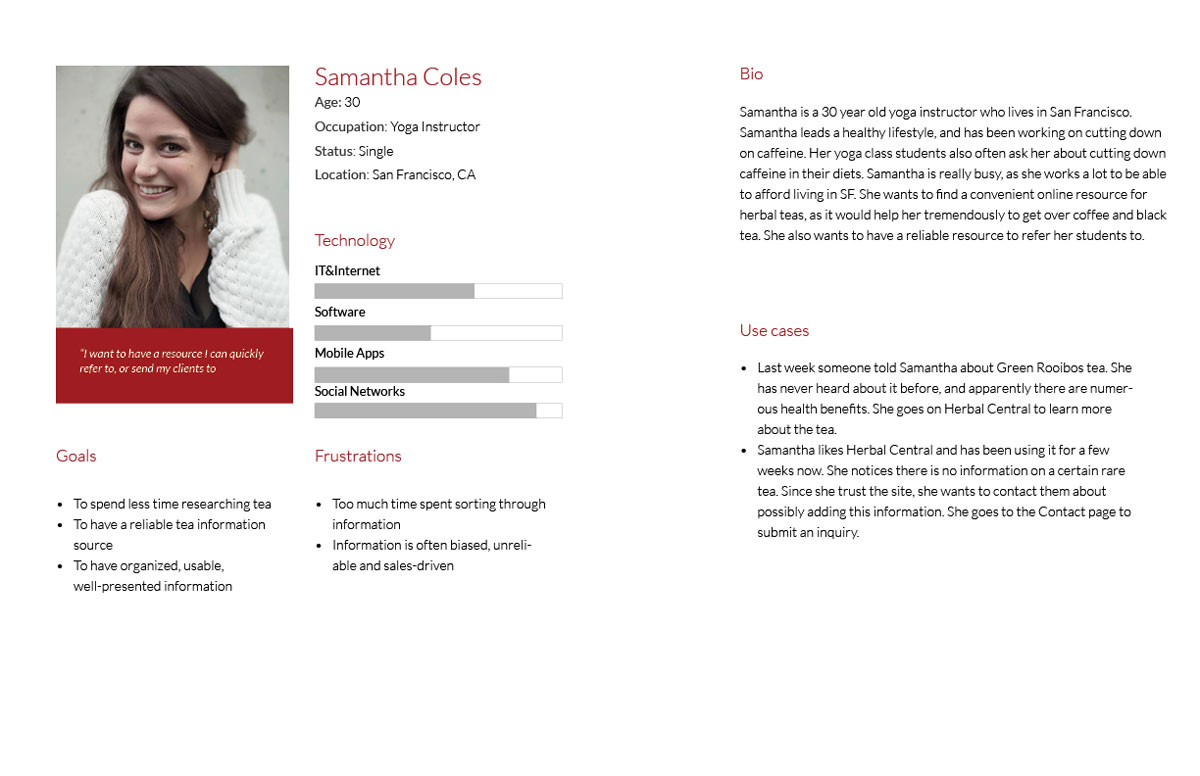 Samantha Coles
Age: 30
Occupation: Yoga Instructor
Status: Single
Location: San Francisco, CA
"I want to have a resource I can quickly
refer to, or send my clients to
Technology
IT&Internet
Software
Mobile Apps
Social Networks
Goals
• To spend less time researching tea
• To have a reliable tea information
source
• To have organized, usable,
well-presented information
Frustrations
• Too much time spent sorting through
information
• Information is often biased, unreli-
able and sales-driven
Bio
Samantha is a 30 year old yoga instructor who lives in San Francisco.
Samantha leads a healthy lifestyle, and has been working on cutting down
on caffeine. Her yoga class students also often ask her about cutting down
caffeine in their diets. Samantha is really busy, as she works a lot to be able
to afford living in SF. She wants to find a convenient online resource for
herbal teas, as it would help her tremendously to get over coffee and black
tea. She also wants to have a reliable resource to refer her students to.
Use cases
• Last week someone told Samantha about Green Rooibos tea. She
has never heard about it before, and apparently there are numer-
ous health benefits. She goes on Herbal Central to learn more
about the tea.
• Samantha likes Herbal Central and has been using it for a few
weeks now. She notices there is no information on a certain rare
tea. Since she trust the site, she wants to contact them about
possibly adding this information. She goes to the Contact page to
submit an inquiry.